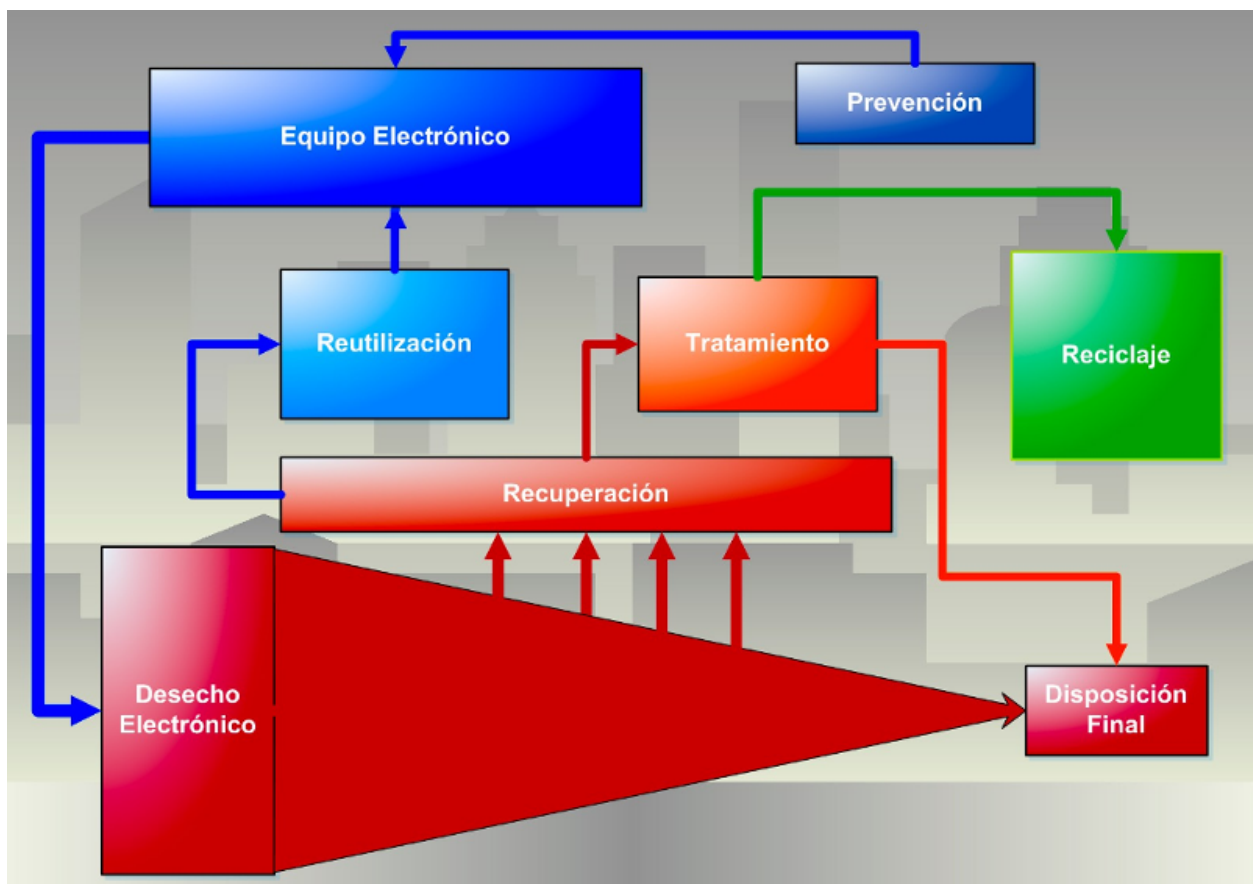 Prevención
Equipo Electrónico
Reutilización
Tratamiento
Reciclaje
Recuperación
Desecho
Electrónico
Disposición
Final